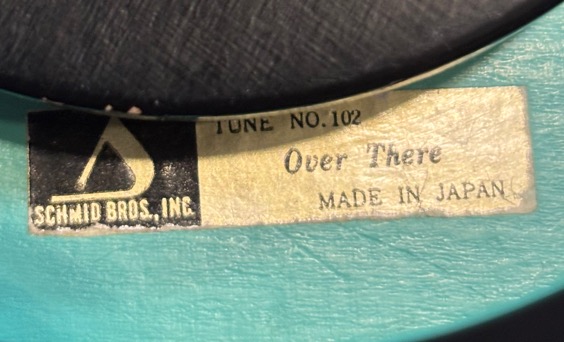 TUNE NO. 102
Over There
MADE IN JAPAN
SCHMID BROS., INC.